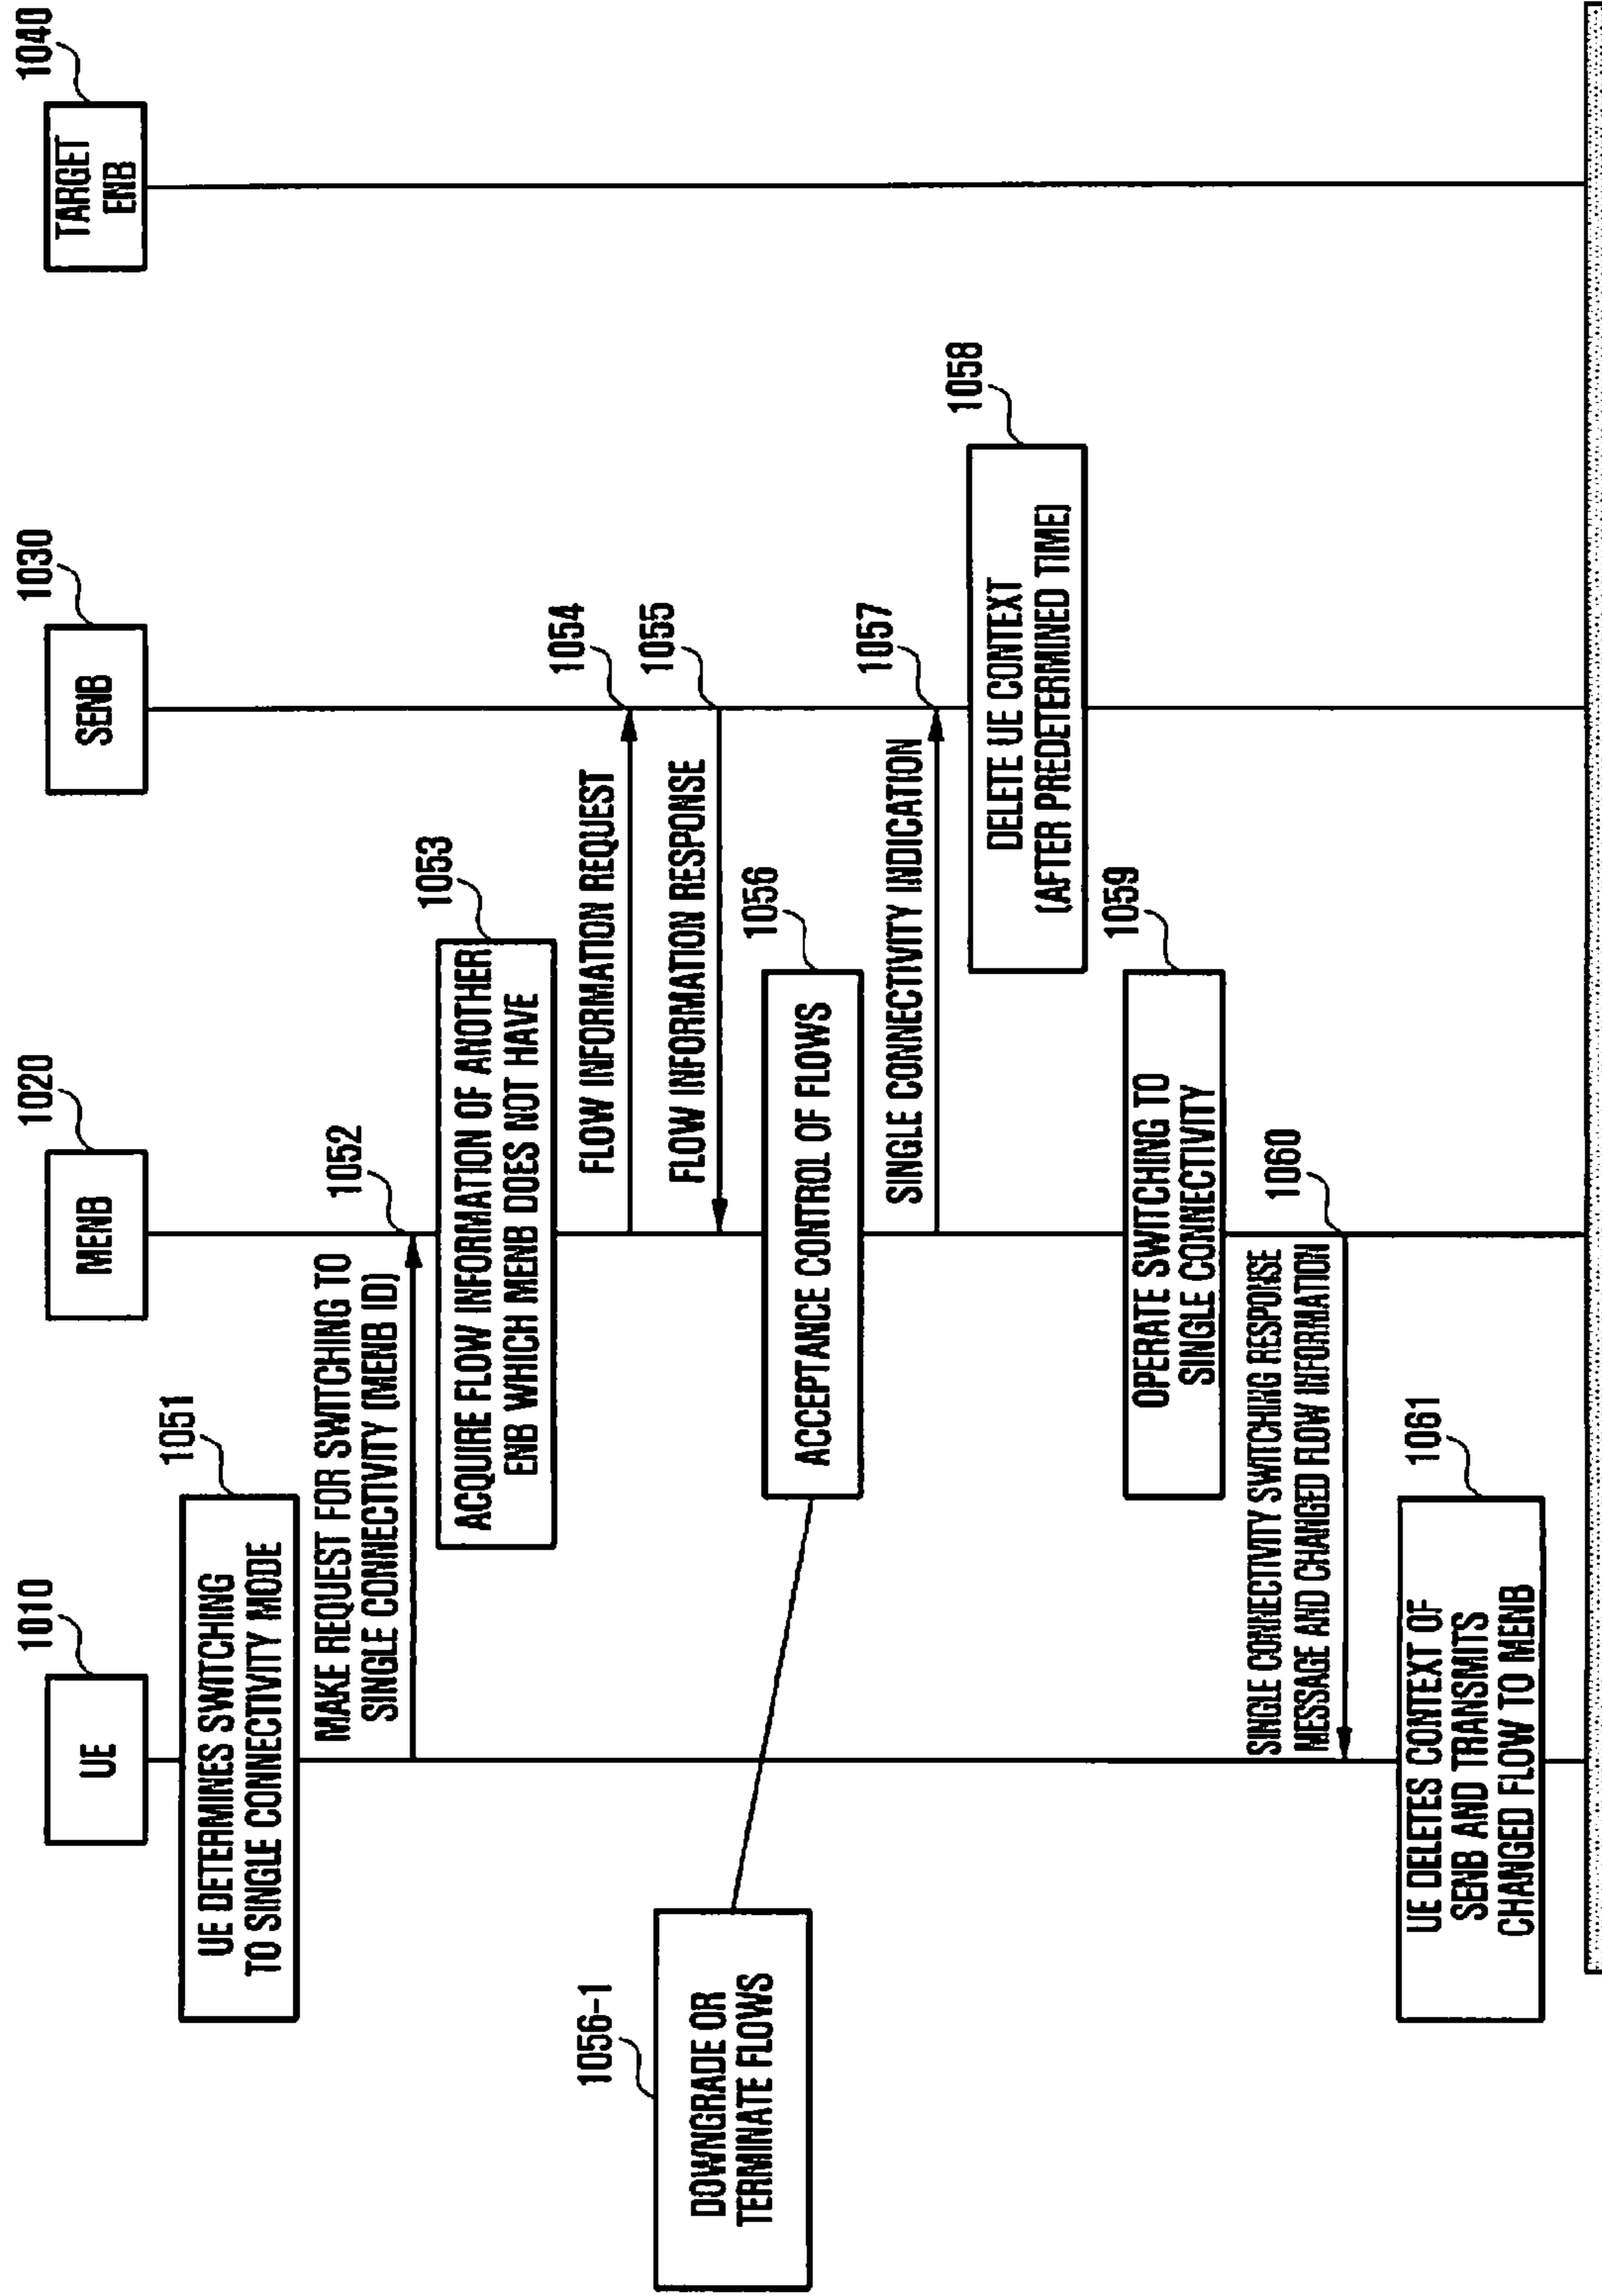 UE
1010
MENB
1020
SENB
1030
TARGET
ENB
1040
UE DETERMINES SWITCHING
TO SINGLE CONNECTIVITY MODE
1051
MAKE REQUEST FOR SWITCHING TO
SINGLE CONNECTIVITY (MENB ID)
1052
ACQUIRE FLOW INFORMATION OF ANOTHER
ENB WHICH MENB DOES NOT HAVE
1053
FLOW INFORMATION REQUEST
1054
FLOW INFORMATION RESPONSE
1055
DOWNGRADE OR
TERMINATE FLOWS
1056-1
ACCEPTANCE CONTROL OF FLOWS
1056
SINGLE CONNECTIVITY INDICATION
1057
DELETE UE CONTEXT
(AFTER PREDETERMINED TIME)
1058
OPERATE SWITCHING TO
SINGLE CONNECTIVITY
1059
SINGLE CONNECTIVITY SWITCHING RESPONSE
MESSAGE AND CHANGED FLOW INFORMATION
1060
UE DELETES CONTEXT OF
SENB AND TRANSMITS
CHANGED FLOW TO MENB
1061